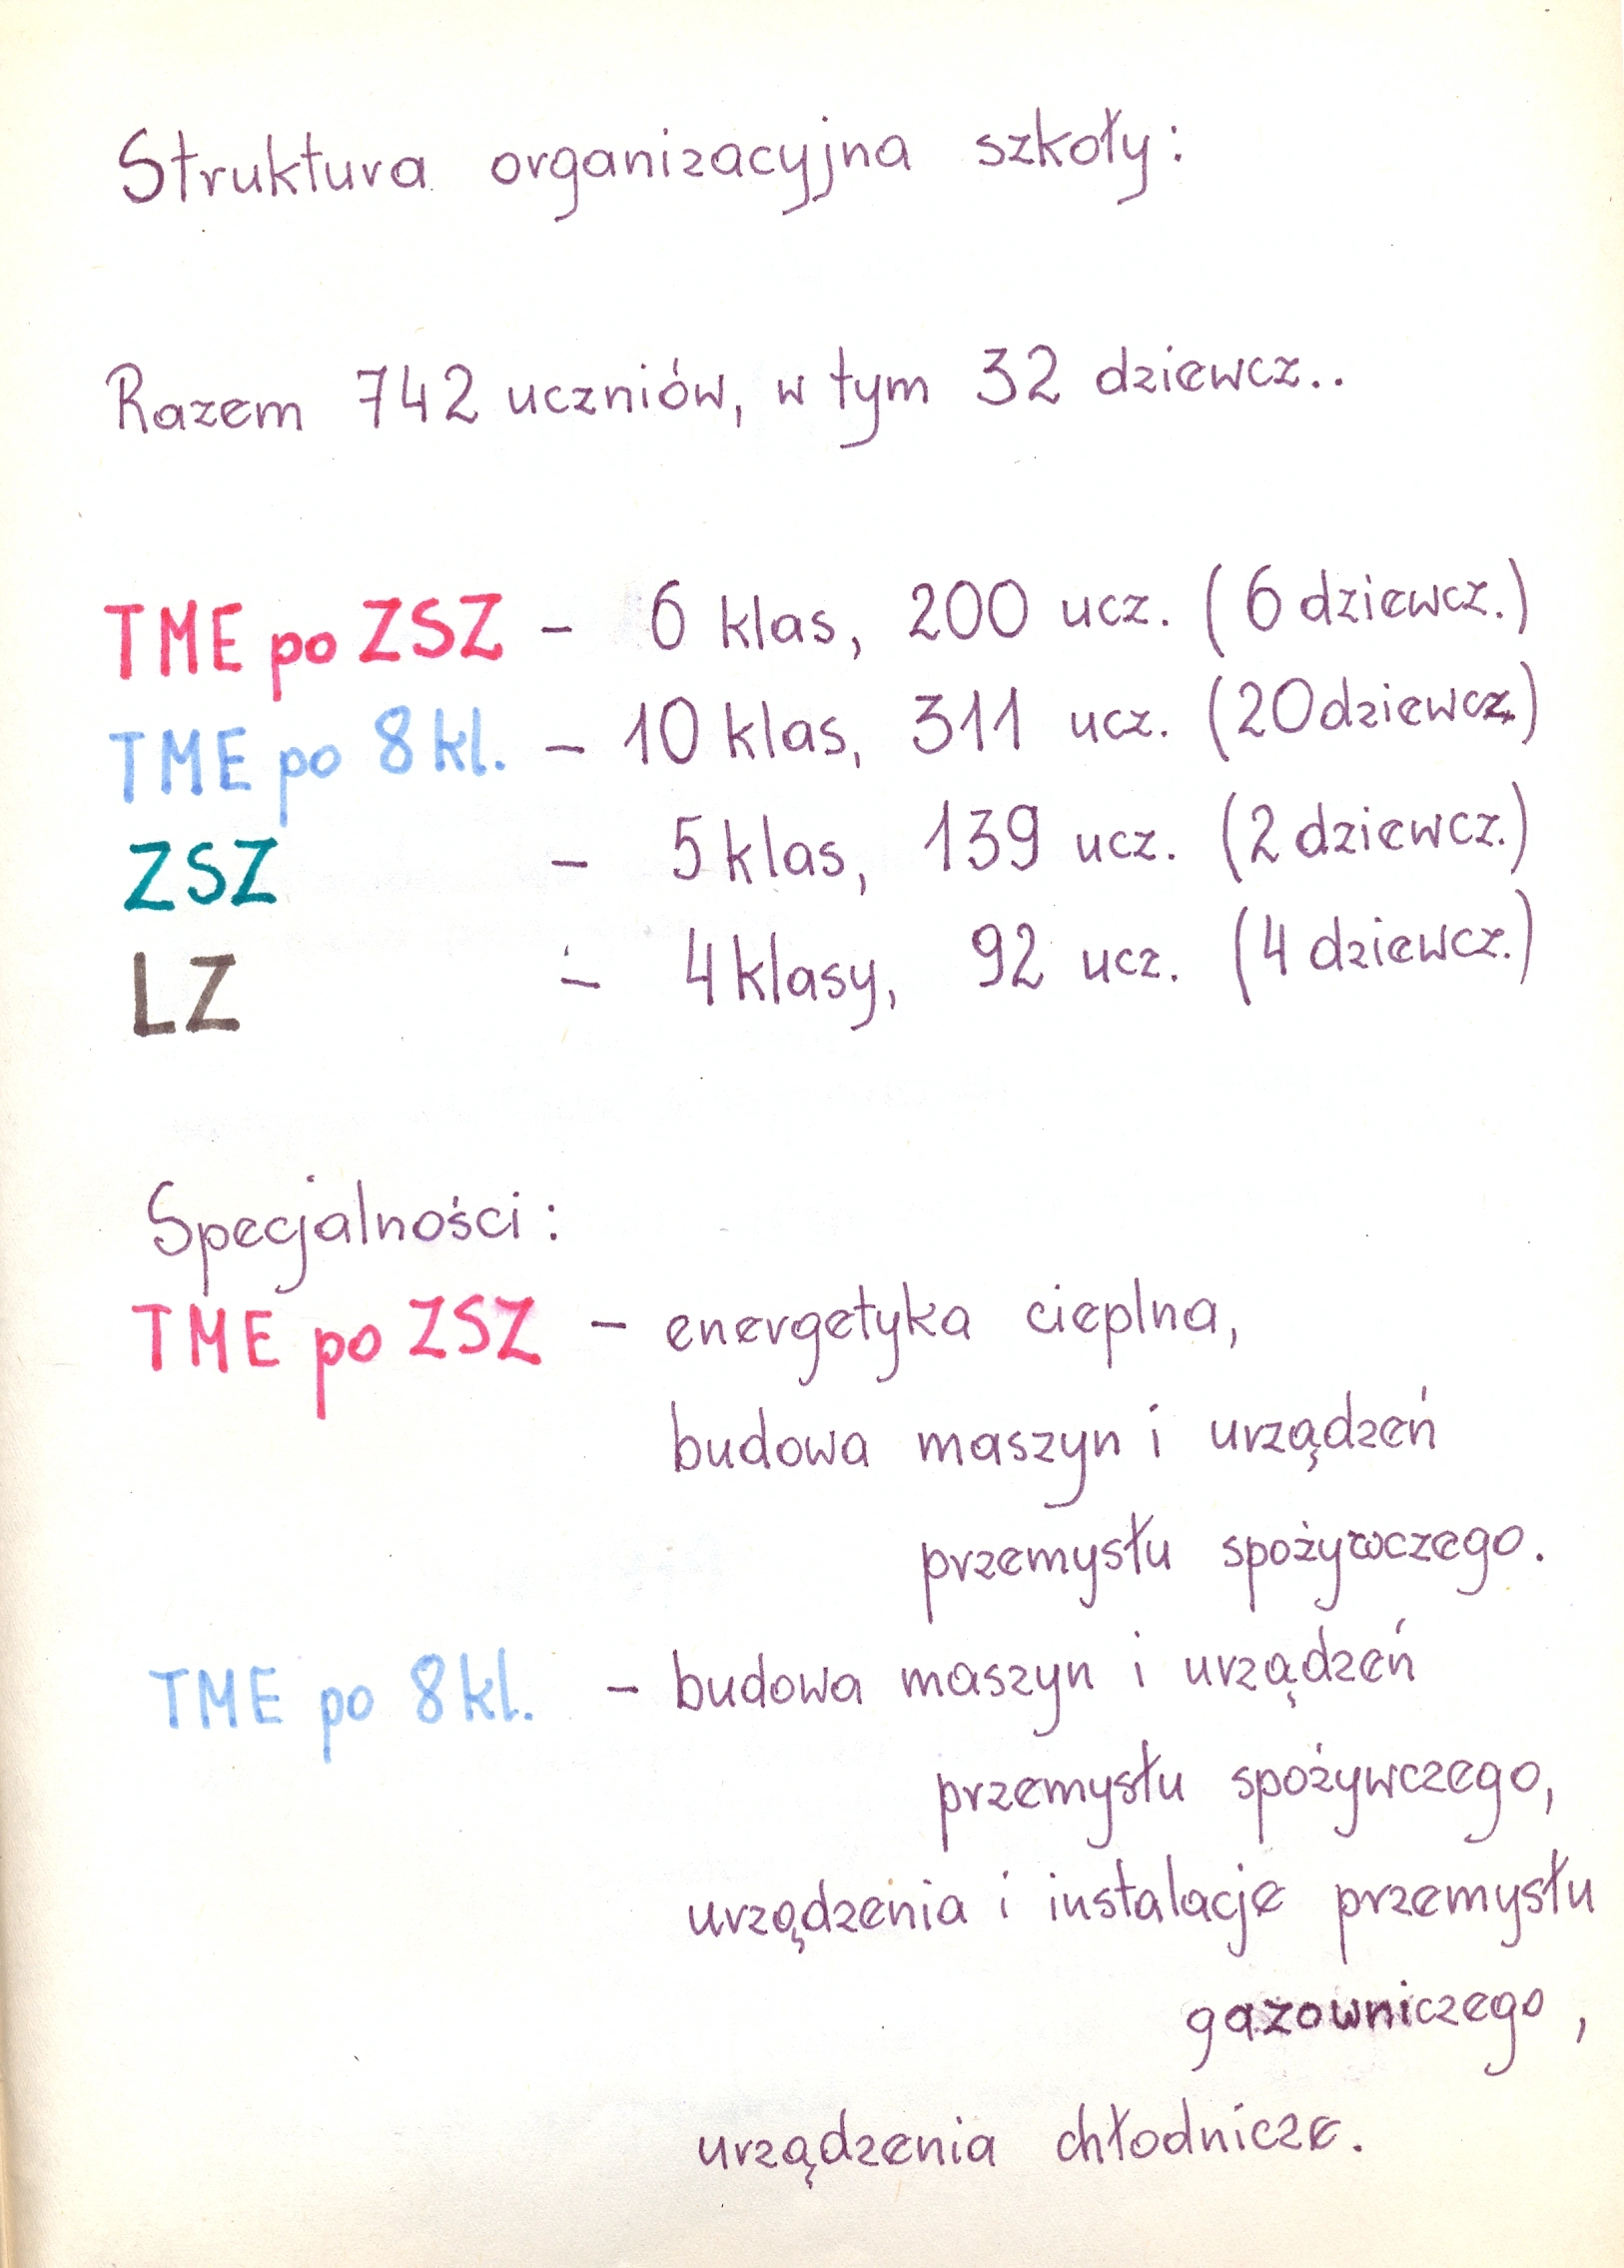 Struktura organizacyjna szkoły:
Razem 742 uczniów, w tym 32 dziewcz..
TME po ZSZ - 6 klas, 200 ucz. (6 dziewcz.)
TME po 8 kl. - 10 klas, 311 ucz. (20 dziewcz.)
ZSZ - 5 klas, 139 ucz. (2 dziewcz.)
LZ - 4 klasy, 92 ucz. (4 dziewcz.)
Specjalności:
TME po ZSZ - energetyka cieplna,
budowa maszyn i urządzeń
przemysłu spożywczego.
TME po 8 kl. - budowa maszyn i urządzeń
przemysłu spożywczego,
urządzenia i instalacje przemysłu
gazowniczego,
urządzenia chłodnicze.